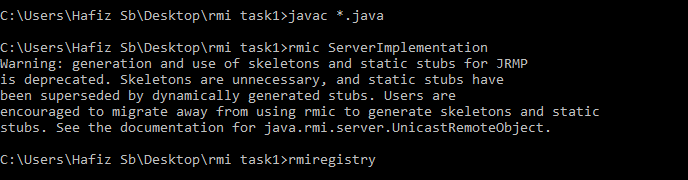 C:\Users\Hafiz Sb\Desktop\rmi task1>javac *.java
C:\Users\Hafiz Sb\Desktop\rmi task1>rmic ServerImplementation
Warning: generation and use of skeletons and static stubs for JRMP
is deprecated. Skeletons are unnecessary, and static stubs have
been superseded by dynamically generated stubs. Users are
encouraged to migrate away from using rmic to generate skeletons and static
stubs. See the documentation for java.rmi.server.UnicastRemoteObject.
C:\Users\Hafiz Sb\Desktop\rmi task1>rmiregistry